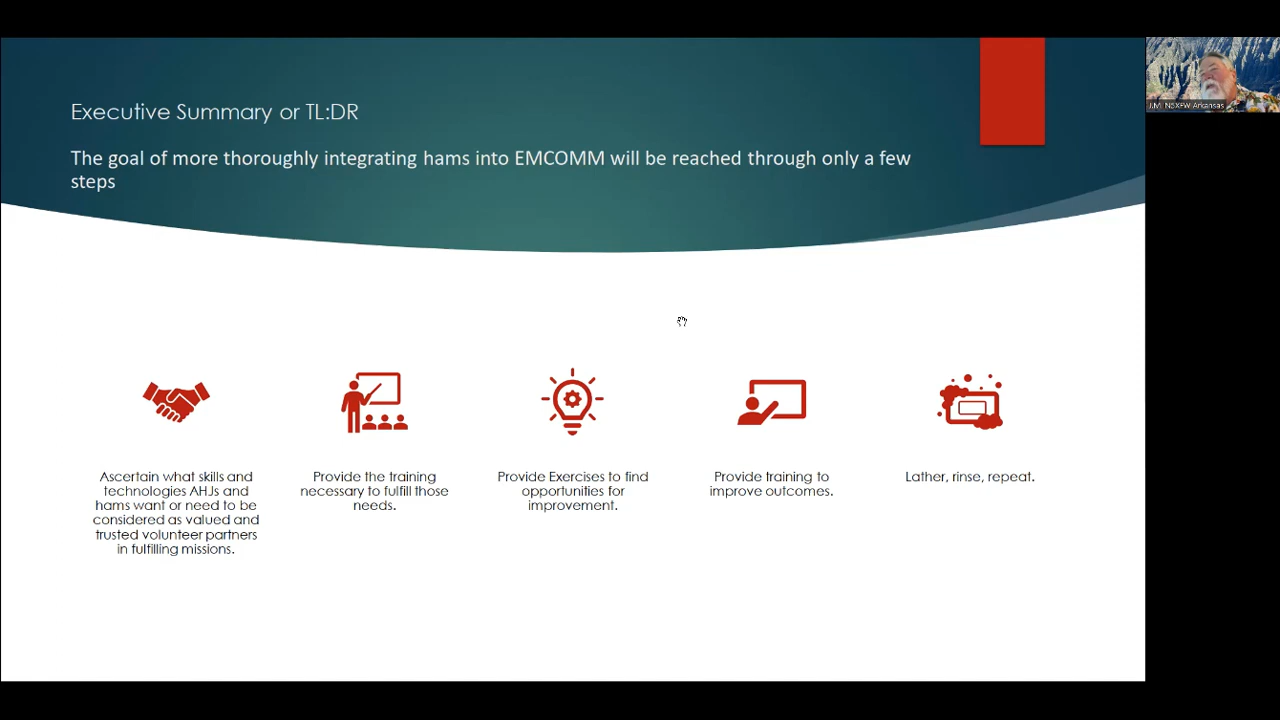 Executive Summary or TL:DR
The goal of more thoroughly integrating hams into EMCOMM will be reached through only a few
steps
Ascertain what skills and
technologies AHJs and
hams want or need to be
considered as valued and
trusted volunteer partners
in fulfilling missions.
Provide the training
necessary to fulfill those
needs.
Provide Exercises to find
opportunities for
improvement.
Provide training to
improve outcomes.
Lather, rinse, repeat.
Arkansas